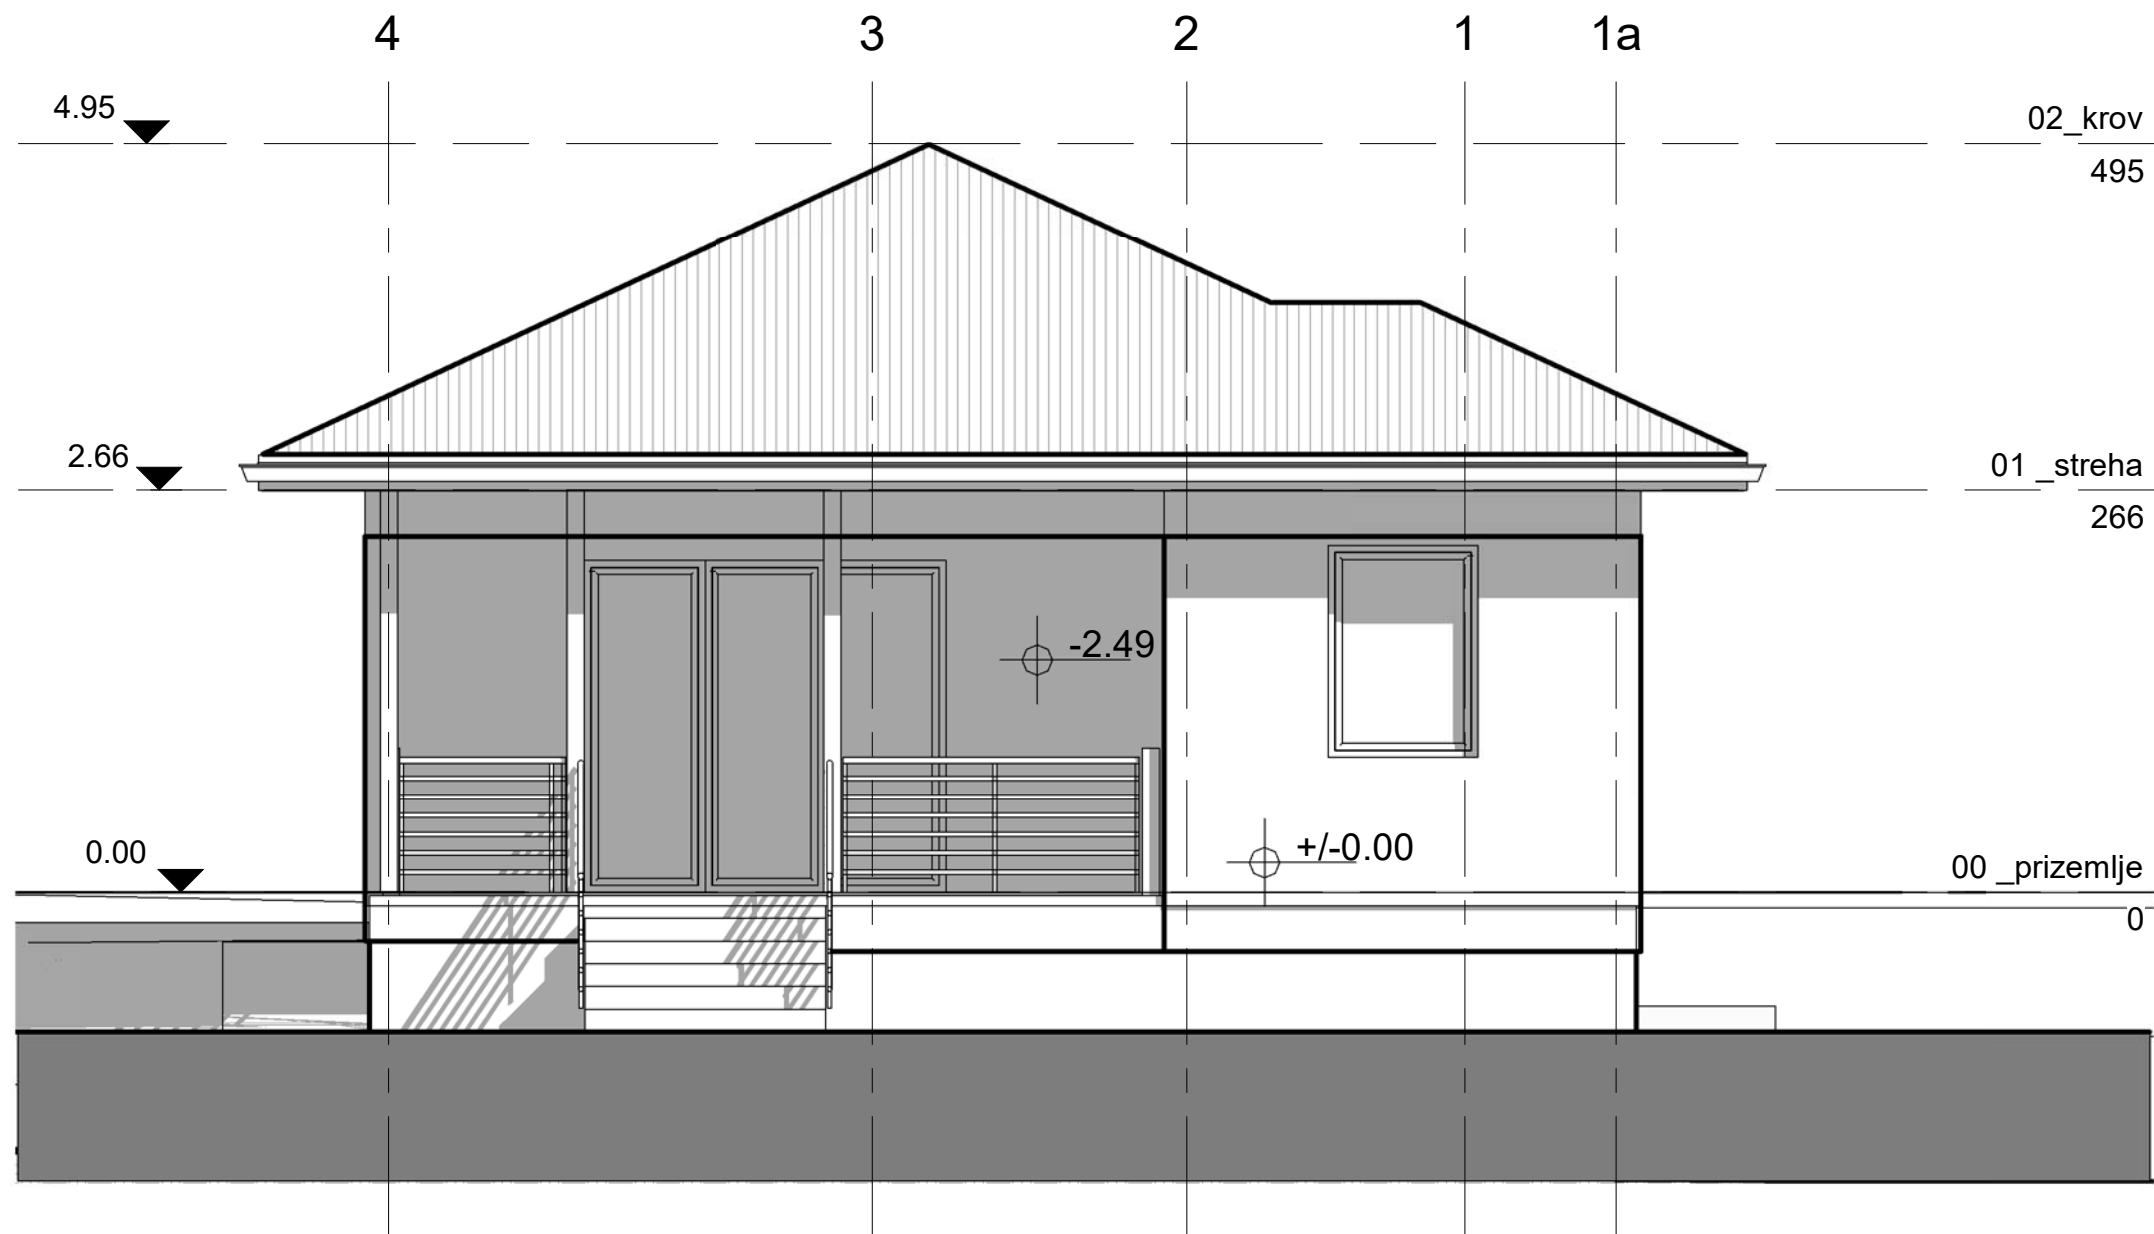 4 3 2 1 1a
4.95
02_krov
495
2.66
01 _streha
266
-2.49
+/-0.00
0.00
00 _prizemlje
0